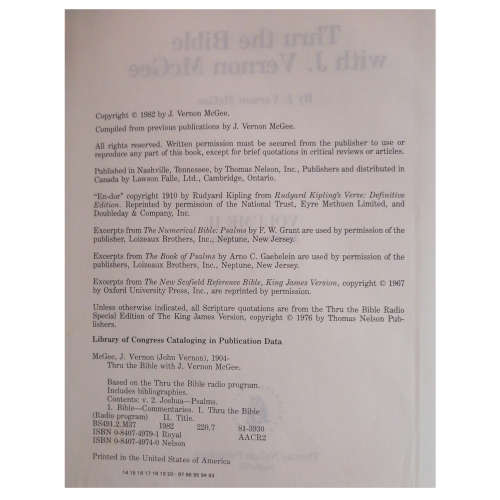 Thru the Bible
with J. Vernon McGee
By J. Vernon McGee
Copyright © 1982 by J. Vernon McGee.
Compiled from previous publications by J. Vernon McGee.
All rights reserved. Written permission must be secured from the publisher to use or
reproduce any part of this book, except for brief quotations in critical reviews or articles.
Published in Nashville, Tennessee, by Thomas Nelson, Inc., Publishers and distributed in
Canada by Lawson Falle, Ltd., Cambridge, Ontario.
"En-dor" copyright 1910 by Rudyard Kipling from Rudyard Kipling's Verse: Definitive
Edition. Reprinted by permission of the National Trust, Eyre Methuen Limited, and
Doubleday & Company, Inc.
VOLUME II
Excerpts from The Numerical Bible: Psalms by F. W. Grant are used by permission of the
publisher, Loizeaux Brothers, Inc., Neptune, New Jersey.
Excerpts from The Book of Psalms by Arno C. Gaebelein are used by permission of the
publishers, Loizeaux Brothers, Inc., Neptune, New Jersey.
Excerpts from The New Scofield Reference Bible, King James Version, copyright © 1967
by Oxford University Press, Inc., are reprinted by permission.
Unless otherwise indicated, all Scripture quotations are from the Thru the Bible Radio
Special Edition of The King James Version, copyright © 1976 by Thomas Nelson Pub-
lishers.
Library of Congress Cataloging in Publication Data
McGee, J. Vernon (John Vernon), 1904-
Thru the Bible with J. Vernon McGee.
Based on the Thru the Bible radio program.
Includes bibliographies.
Contents: v. 2. Joshua—Psalms.
1. Bible—Commentaries. I. Thru the Bible
(Radio program) II. Title.
BS491.2.M37 1982 220.7 81-3930
ISBN 0-8407-4979-1 Royal AACR2
ISBN 0-8407-4974-0 Nelson
Printed in the United States of America